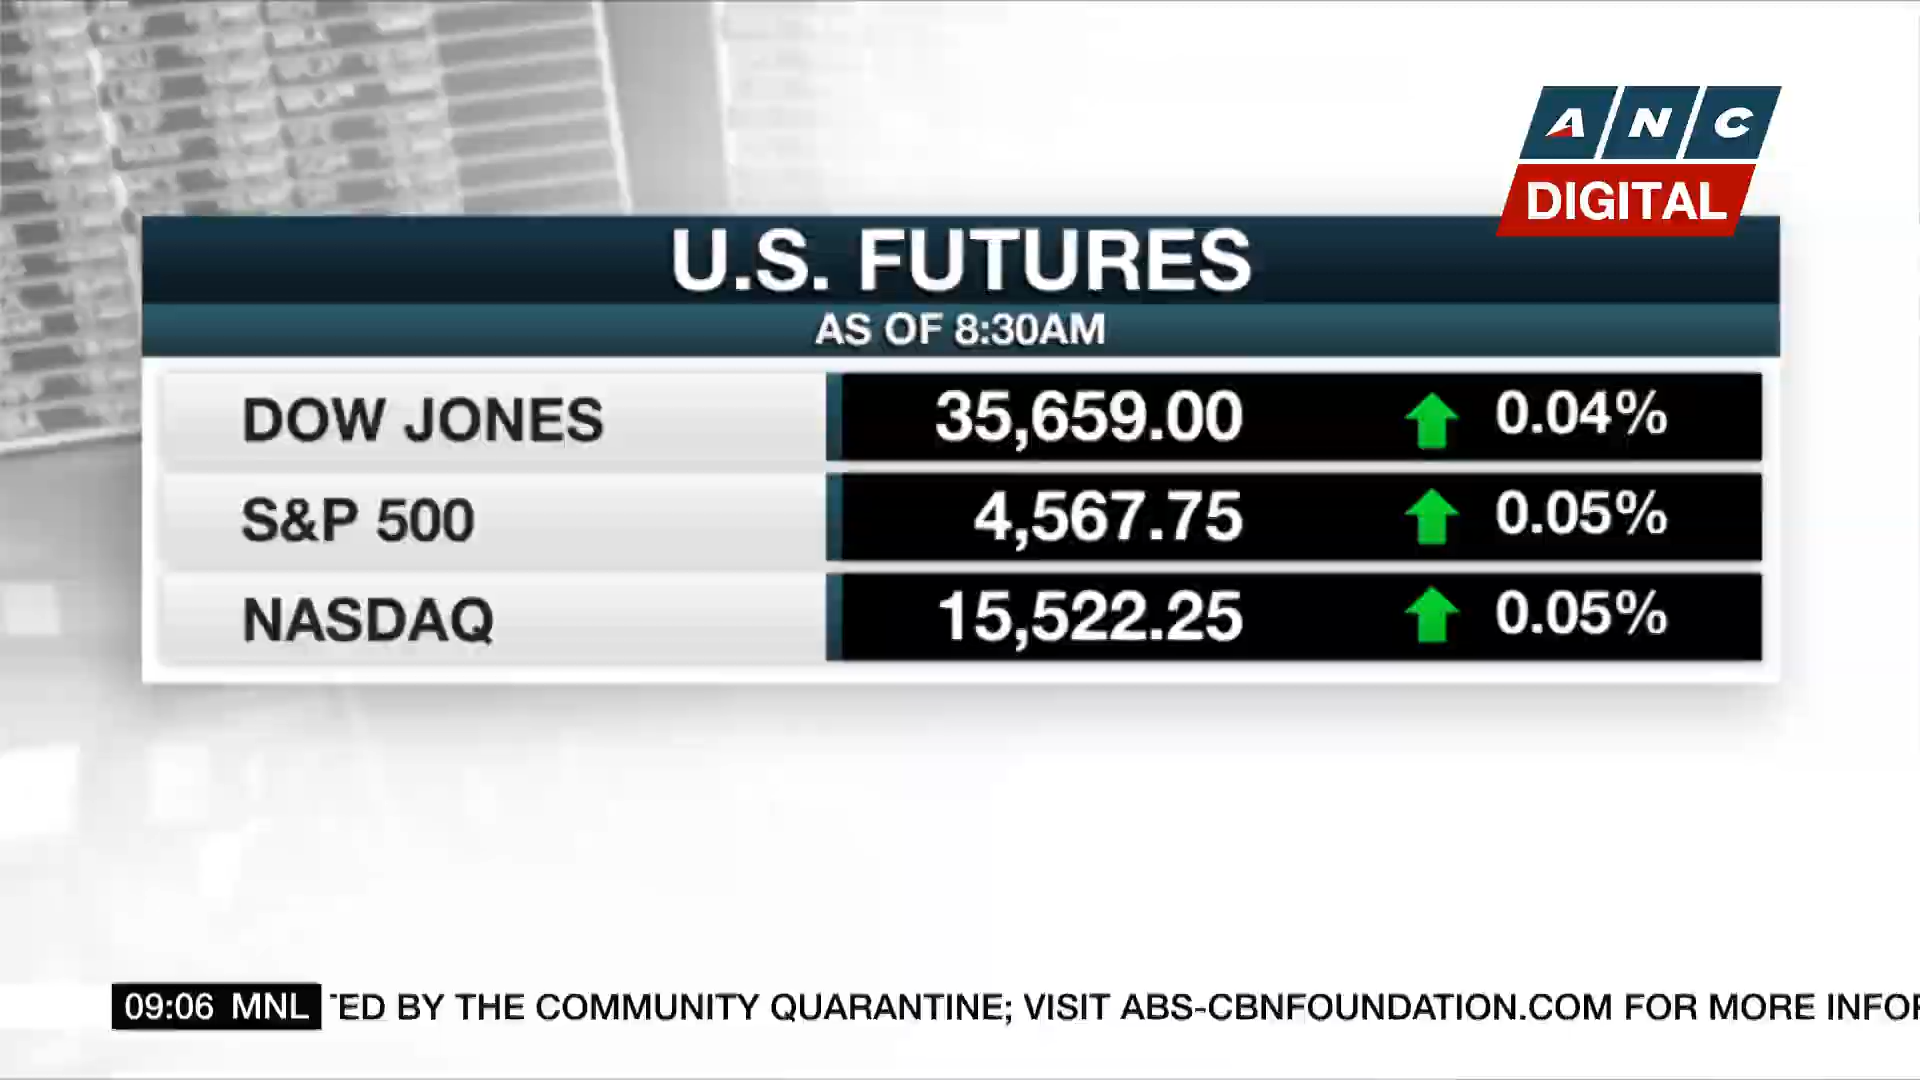 ANC
DIGITAL
U.S. FUTURES
AS OF 8:30AM
DOW JONES 35,659.00 0.04%
S&P 500 4,567.75 0.05%
NASDAQ 15,522.25 0.05%
09:06 MNL TED BY THE COMMUNITY QUARANTINE; VISIT ABS-CBNFOUNDATION.COM FOR MORE INFOR